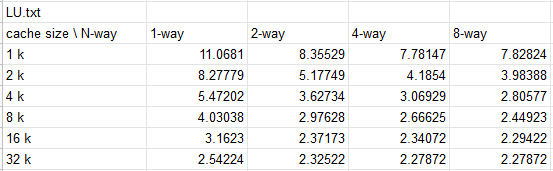 LU.txt
cache size \ N-way 1-way 2-way 4-way 8-way
1 k 11.0681 8.35529 7.78147 7.82824
2 k 8.27779 5.17749 4.1854 3.98388
4 k 5.47202 3.62734 3.06929 2.80577
8 k 4.03038 2.97628 2.66625 2.44923
16 k 3.1623 2.37173 2.34072 2.29422
32 k 2.54224 2.32522 2.27872 2.27872